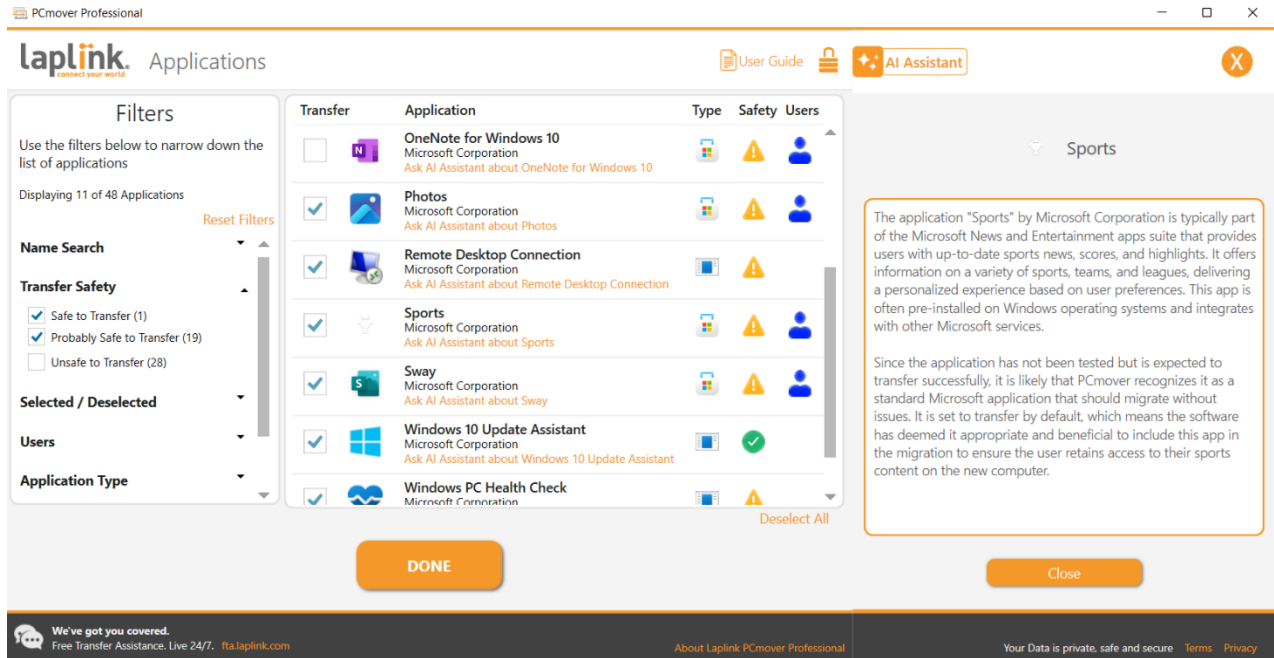 PCmover Professional
laplink. connect your world
Applications
User Guide
AI Assistant
X
Filters
Use the filters below to narrow down the
list of applications
Displaying 11 of 48 Applications
Reset Filters
Name Search
Transfer Safety
Safe to Transfer (1)
Probably Safe to Transfer (19)
Unsafe to Transfer (28)
Selected / Deselected
Users
Application Type
Transfer Application Type Safety Users
OneNote for Windows 10
Microsoft Corporation
Ask AI Assistant about OneNote for Windows 10
Photos
Microsoft Corporation
Ask AI Assistant about Photos
Remote Desktop Connection
Microsoft Corporation
Ask AI Assistant about Remote Desktop Connection
Sports
Microsoft Corporation
Ask AI Assistant about Sports
Sway
Microsoft Corporation
Ask AI Assistant about Sway
Windows 10 Update Assistant
Microsoft Corporation
Ask AI Assistant about Windows 10 Update Assistant
Windows PC Health Check
Microsoft Corporation
Deselect All
DONE
Sports
The application "Sports" by Microsoft Corporation is typically part
of the Microsoft News and Entertainment apps suite that provides
users with up-to-date sports news, scores, and highlights. It offers
information on a variety of sports, teams, and leagues, delivering
a personalized experience based on user preferences. This app is
often pre-installed on Windows operating systems and integrates
with other Microsoft services.
Since the application has not been tested but is expected to
transfer successfully, it is likely that PCmover recognizes it as a
standard Microsoft application that should migrate without
issues. It is set to transfer by default, which means the software
has deemed it appropriate and beneficial to include this app in
the migration to ensure the user retains access to their sports
content on the new computer.
Close
We've got you covered.
Free Transfer Assistance. Live 24/7. fta.laplink.com
About Laplink PCmover Professional
Your Data is private, safe and secure Terms Privacy